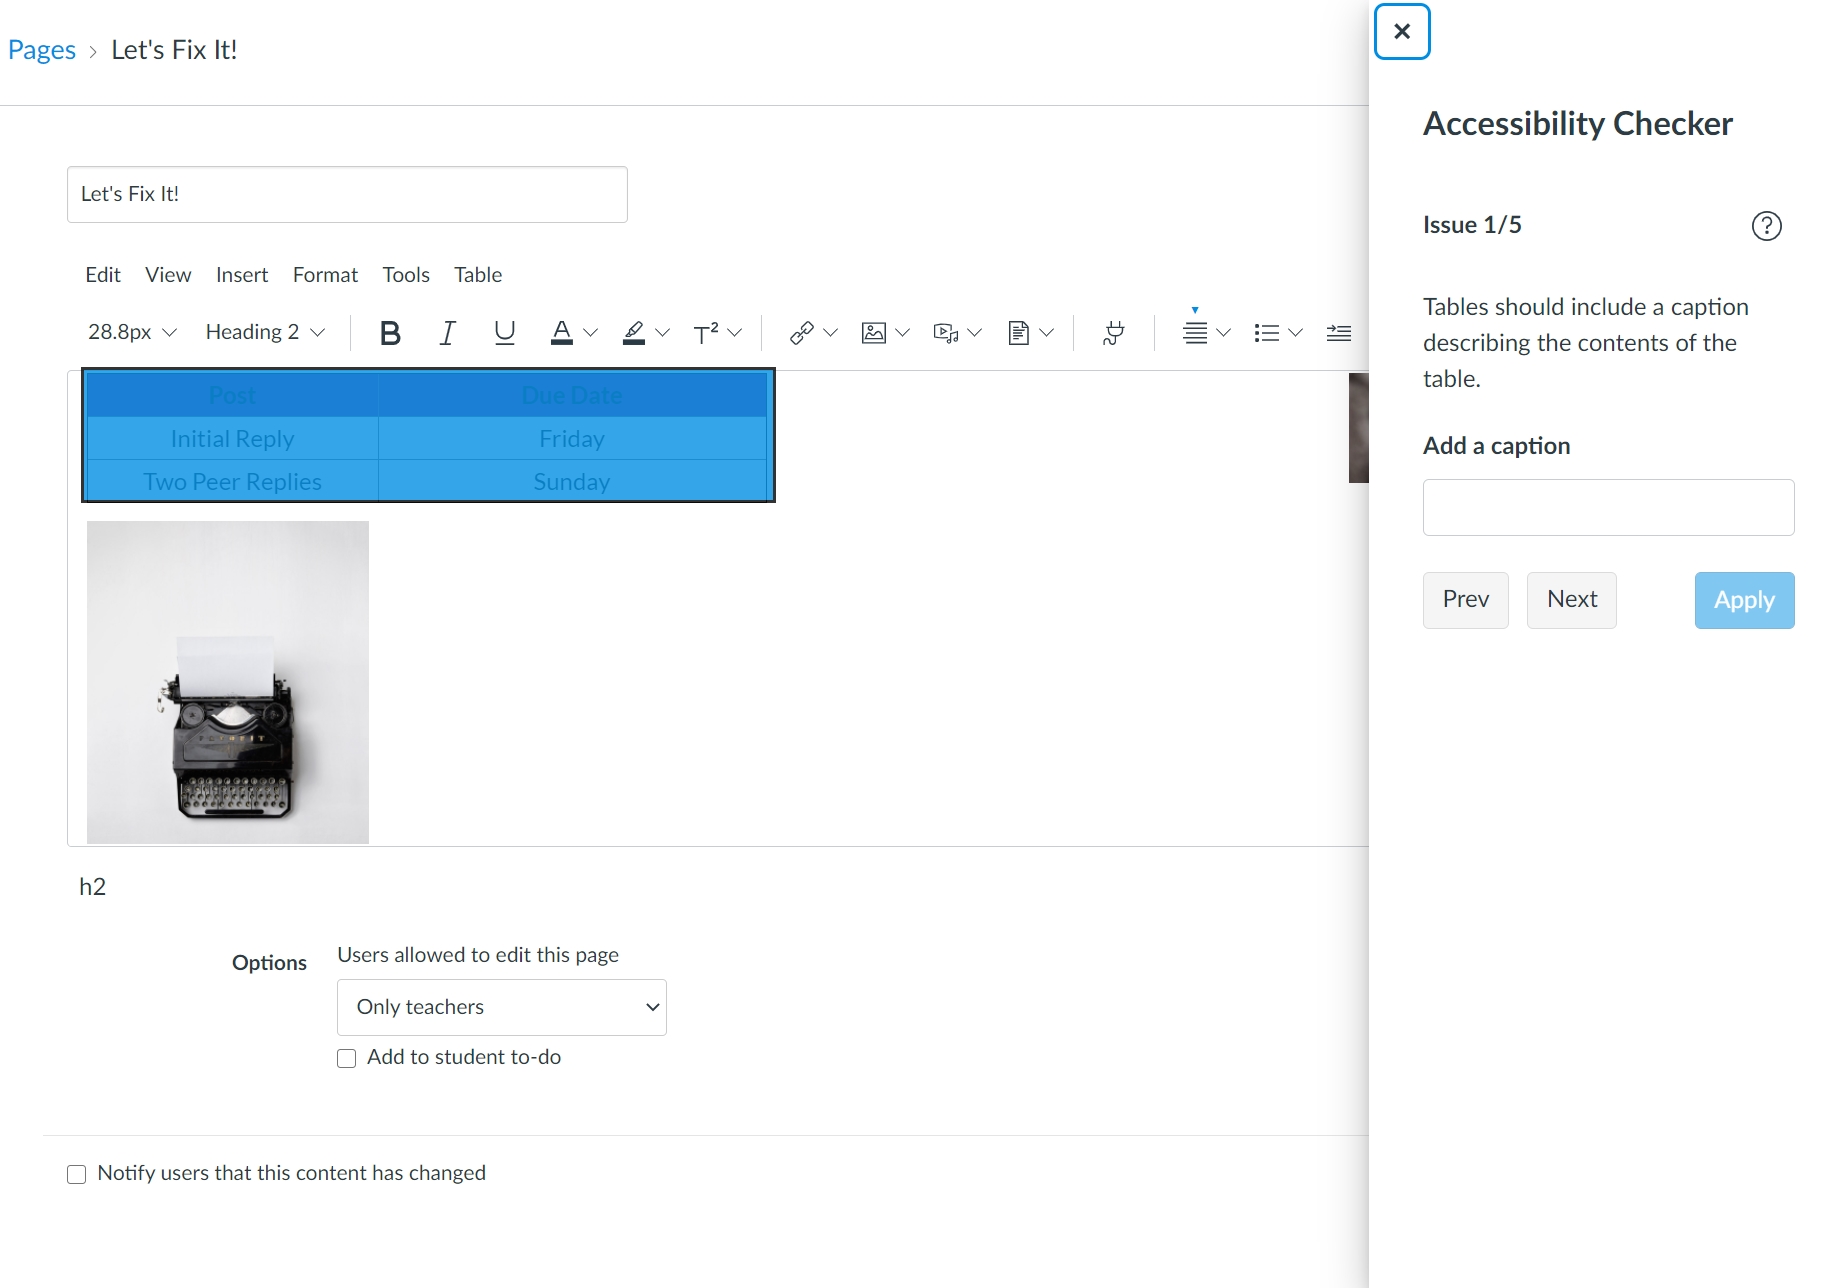 Pages > Let's Fix It!
Let's Fix It!
Edit View Insert Format Tools Table
28.8px Heading 2 B I U A T²
Post Due Date
Initial Reply Friday
Two Peer Replies Sunday
h2
Options
Users allowed to edit this page
Only teachers
Add to student to-do
Notify users that this content has changed
×
Accessibility Checker
Issue 1/5 ?
Tables should include a caption
describing the contents of the
table.
Add a caption
Prev Next Apply